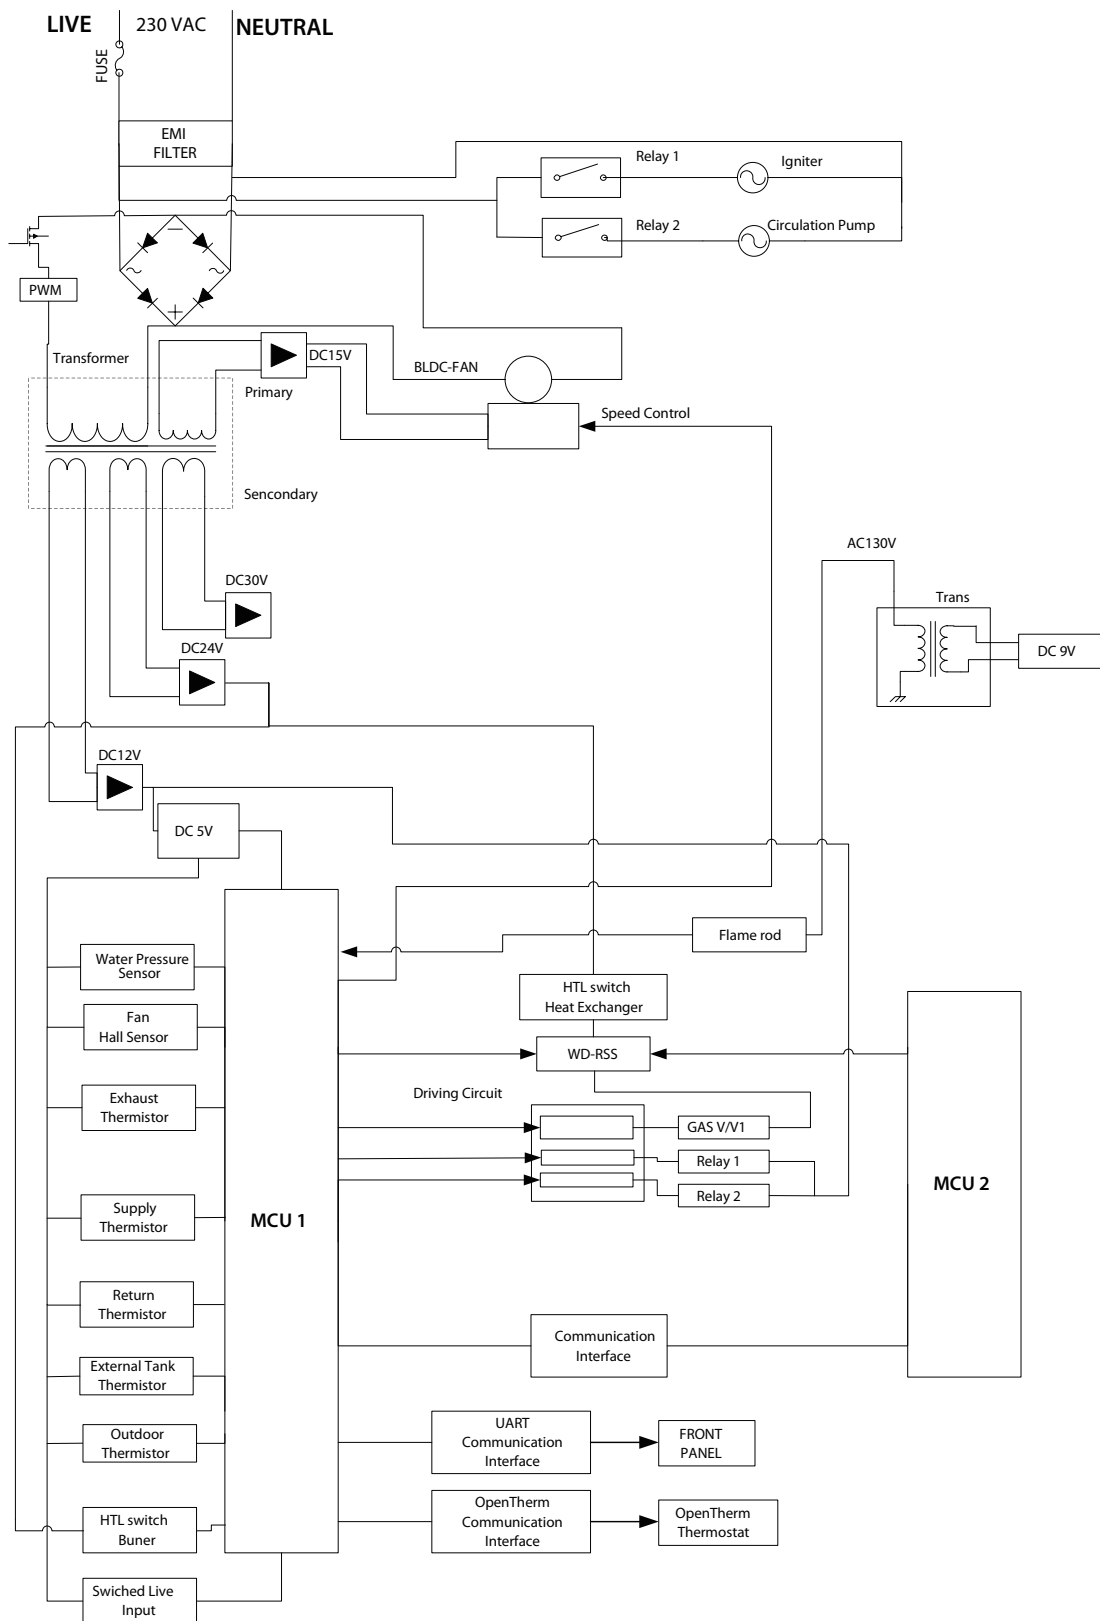 LIVE 230 VAC NEUTRAL
FUSE
EMI
FILTER
Relay 1
Igniter
Relay 2
Circulation Pump
PWM
Transformer
DC15V
BLDC-FAN
Primary
Speed Control
Sencondary
AC130V
DC30V
Trans
DC 9V
DC24V
DC12V
DC 5V
Flame rod
Water Pressure
Sensor
HTL switch
Heat Exchanger
Fan
Hall Sensor
WD-RSS
Exhaust
Thermistor
Driving Circuit
GAS V/V1
Relay 1
Relay 2
MCU 2
Supply
Thermistor
MCU 1
Return
Thermistor
Communication
Interface
External Tank
Thermistor
Outdoor
Thermistor
UART
Communication
Interface
FRONT
PANEL
HTL switch
Buner
OpenTherm
Communication
Interface
OpenTherm
Thermostat
Swiched Live
Input